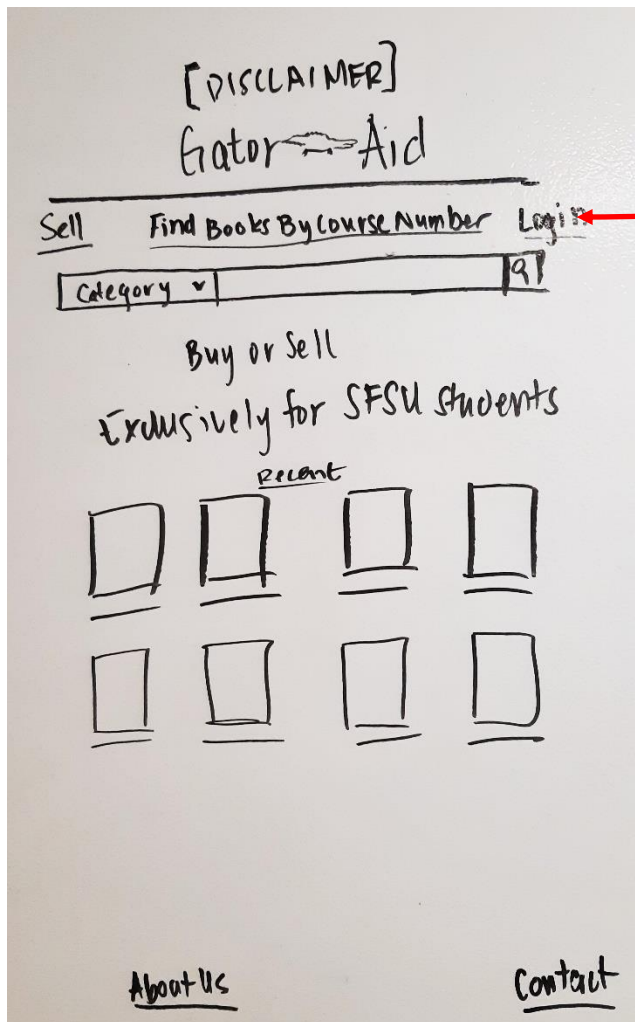 [DISCLAIMER]
Gator Aid
Sell Find Books By Course Number Login
Category
Buy or Sell
Exclusively for SFSU students
Recent
About Us Contact